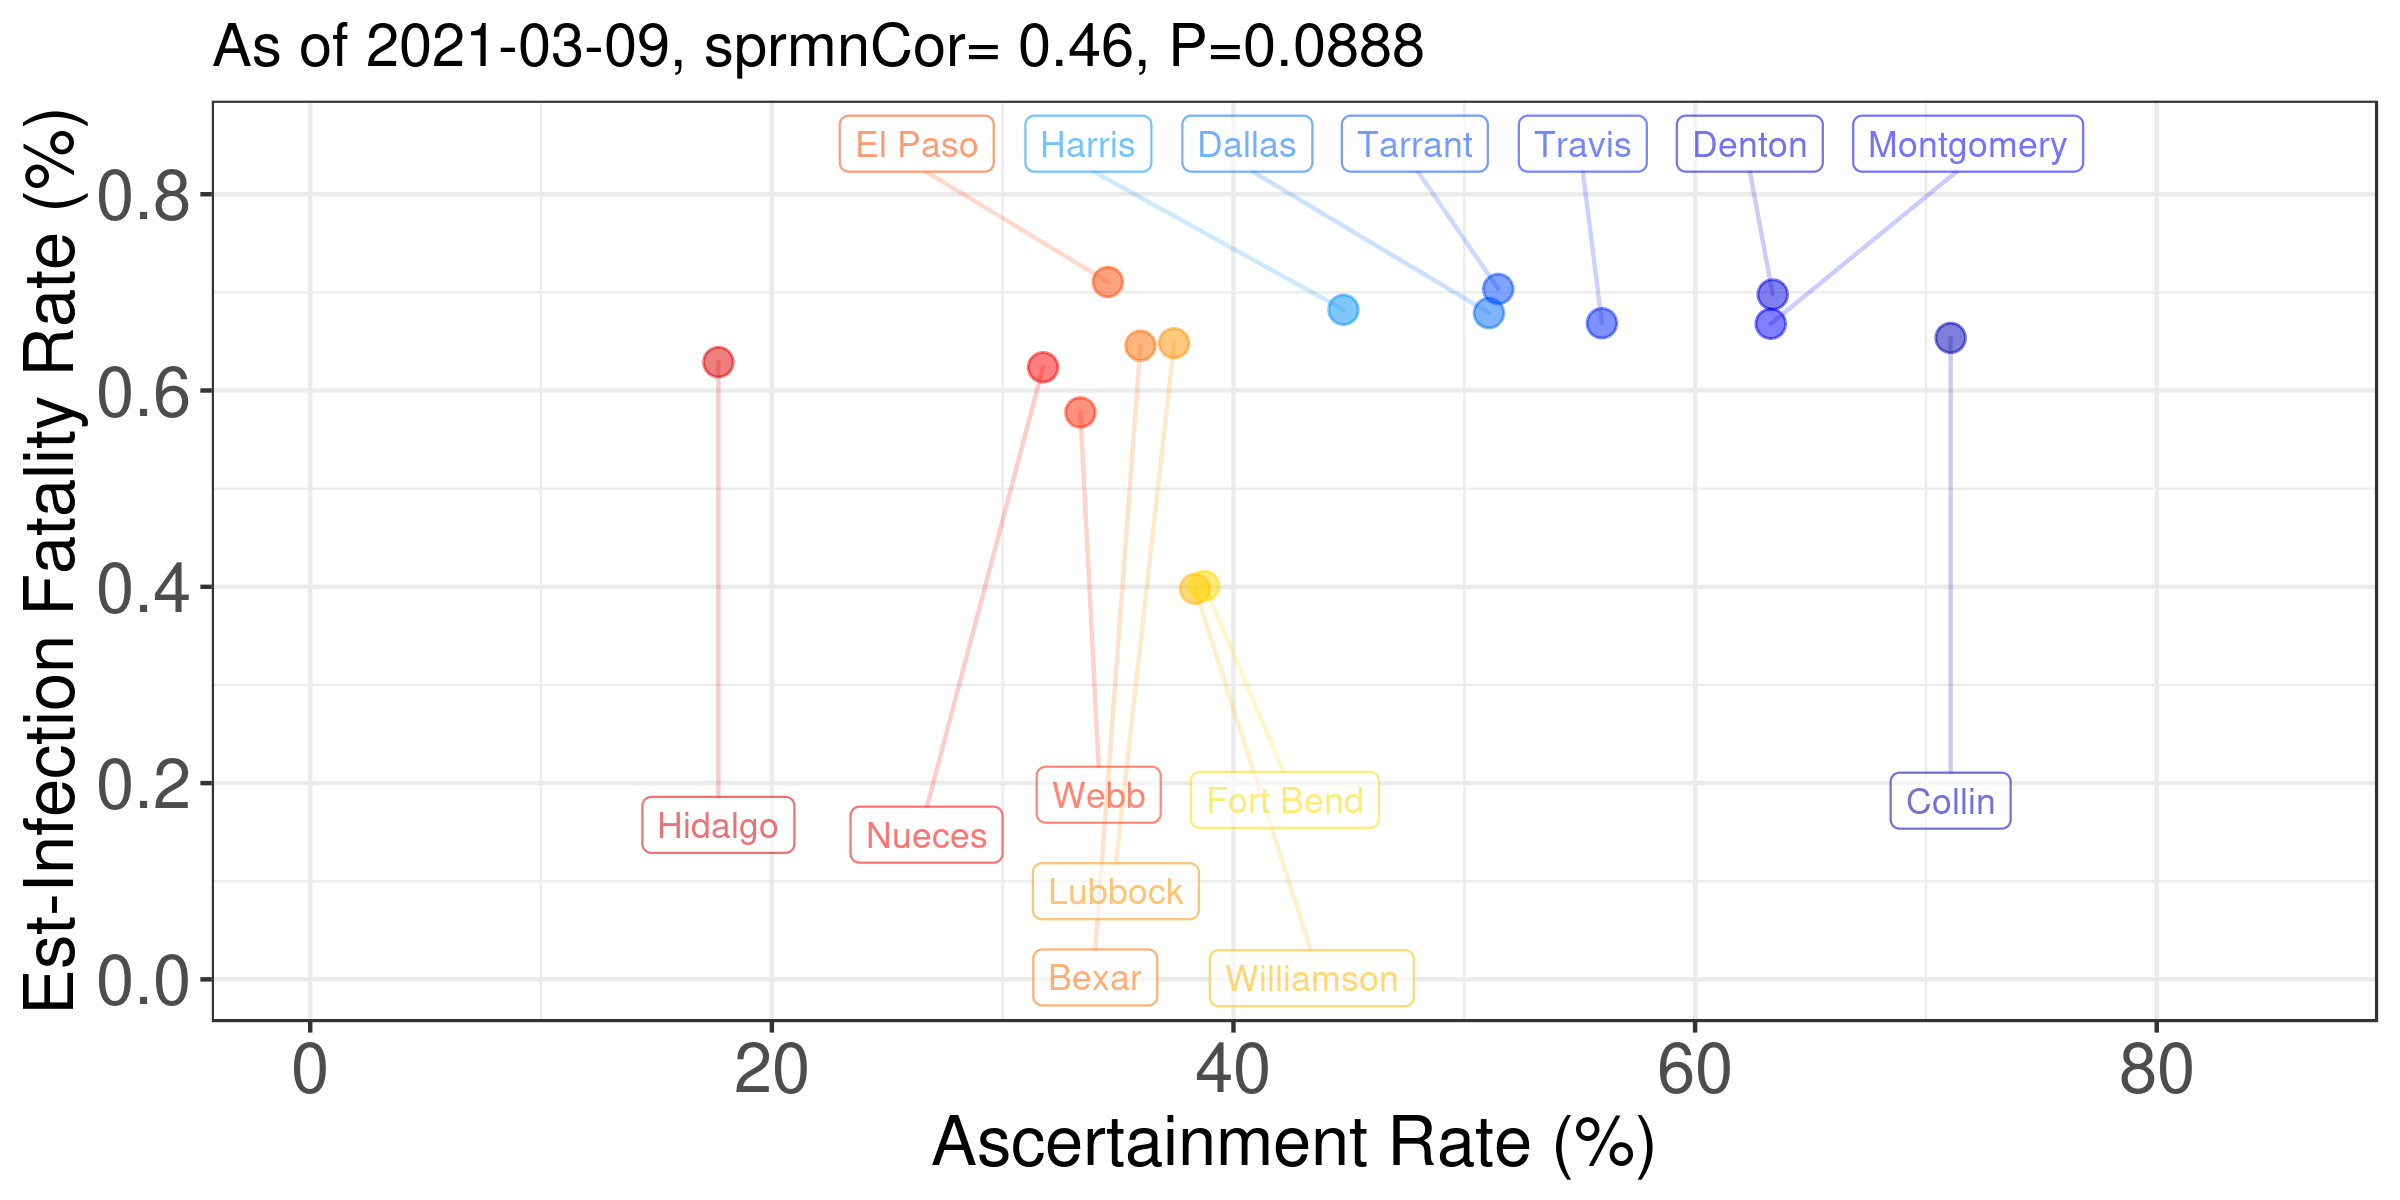 As of 2021-03-09, sprmnCor= 0.46, P=0.0888
Est-Infection Fatality Rate (%)
0.8
0.6
0.4
0.2
0.0
El Paso
Harris
Dallas
Tarrant
Travis
Denton
Montgomery
Webb
Fort Bend
Collin
Hidalgo
Nueces
Lubbock
Bexar
Williamson
0
20
40
60
80
Ascertainment Rate (%)